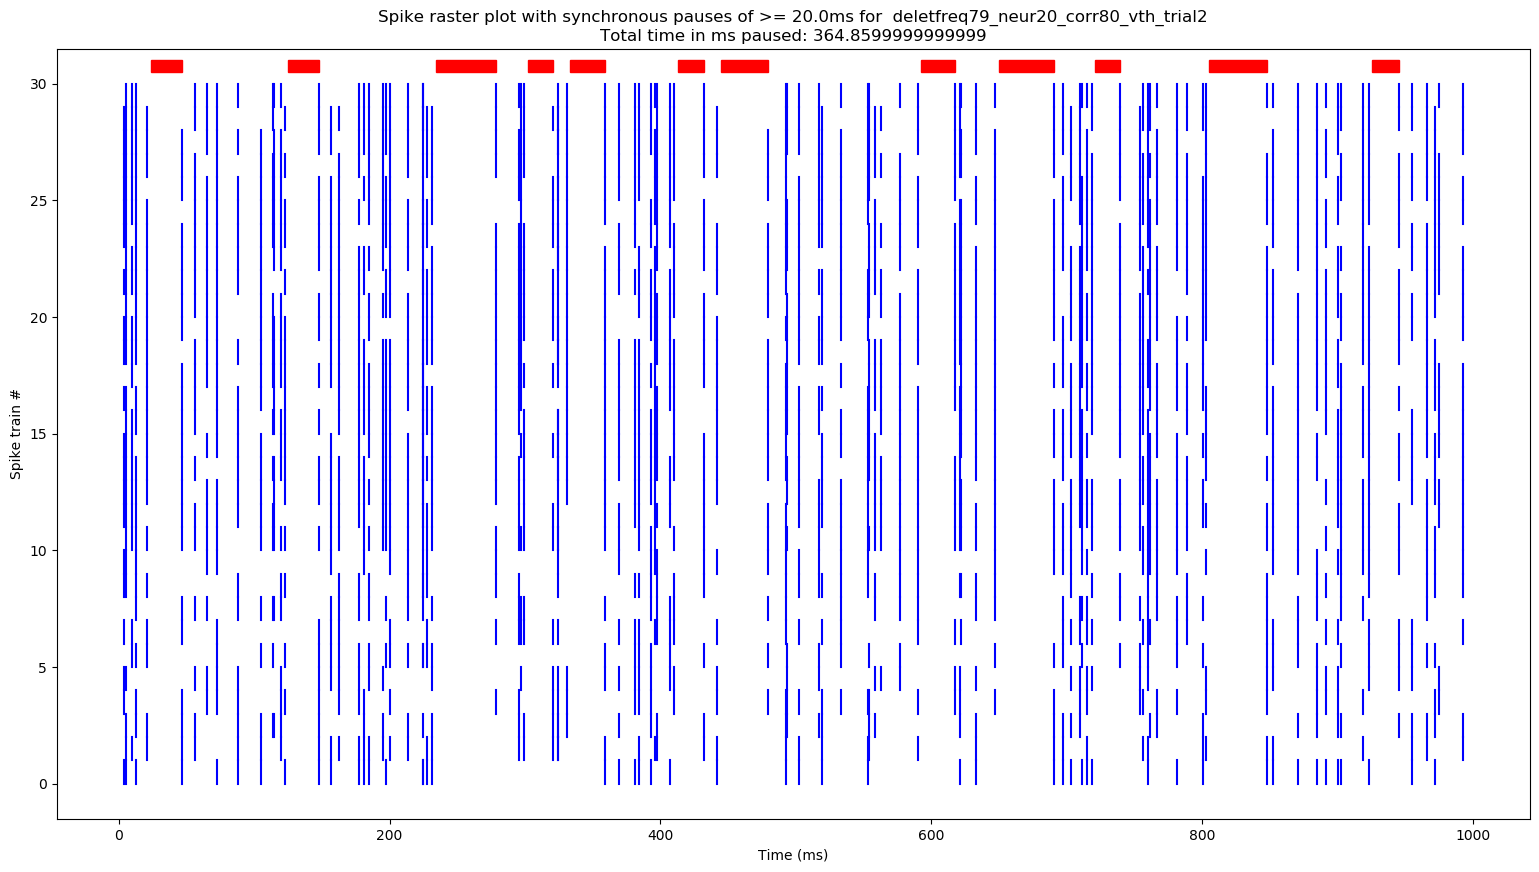 Spike raster plot with synchronous pauses of >= 20.0ms for  deletfreq79_neur20_corr80_vth_trial2
Total time in ms paused: 364.8599999999999
30
25
20
15
10
5
0
Spike train #
0 200 400 600 800 1000
Time (ms)